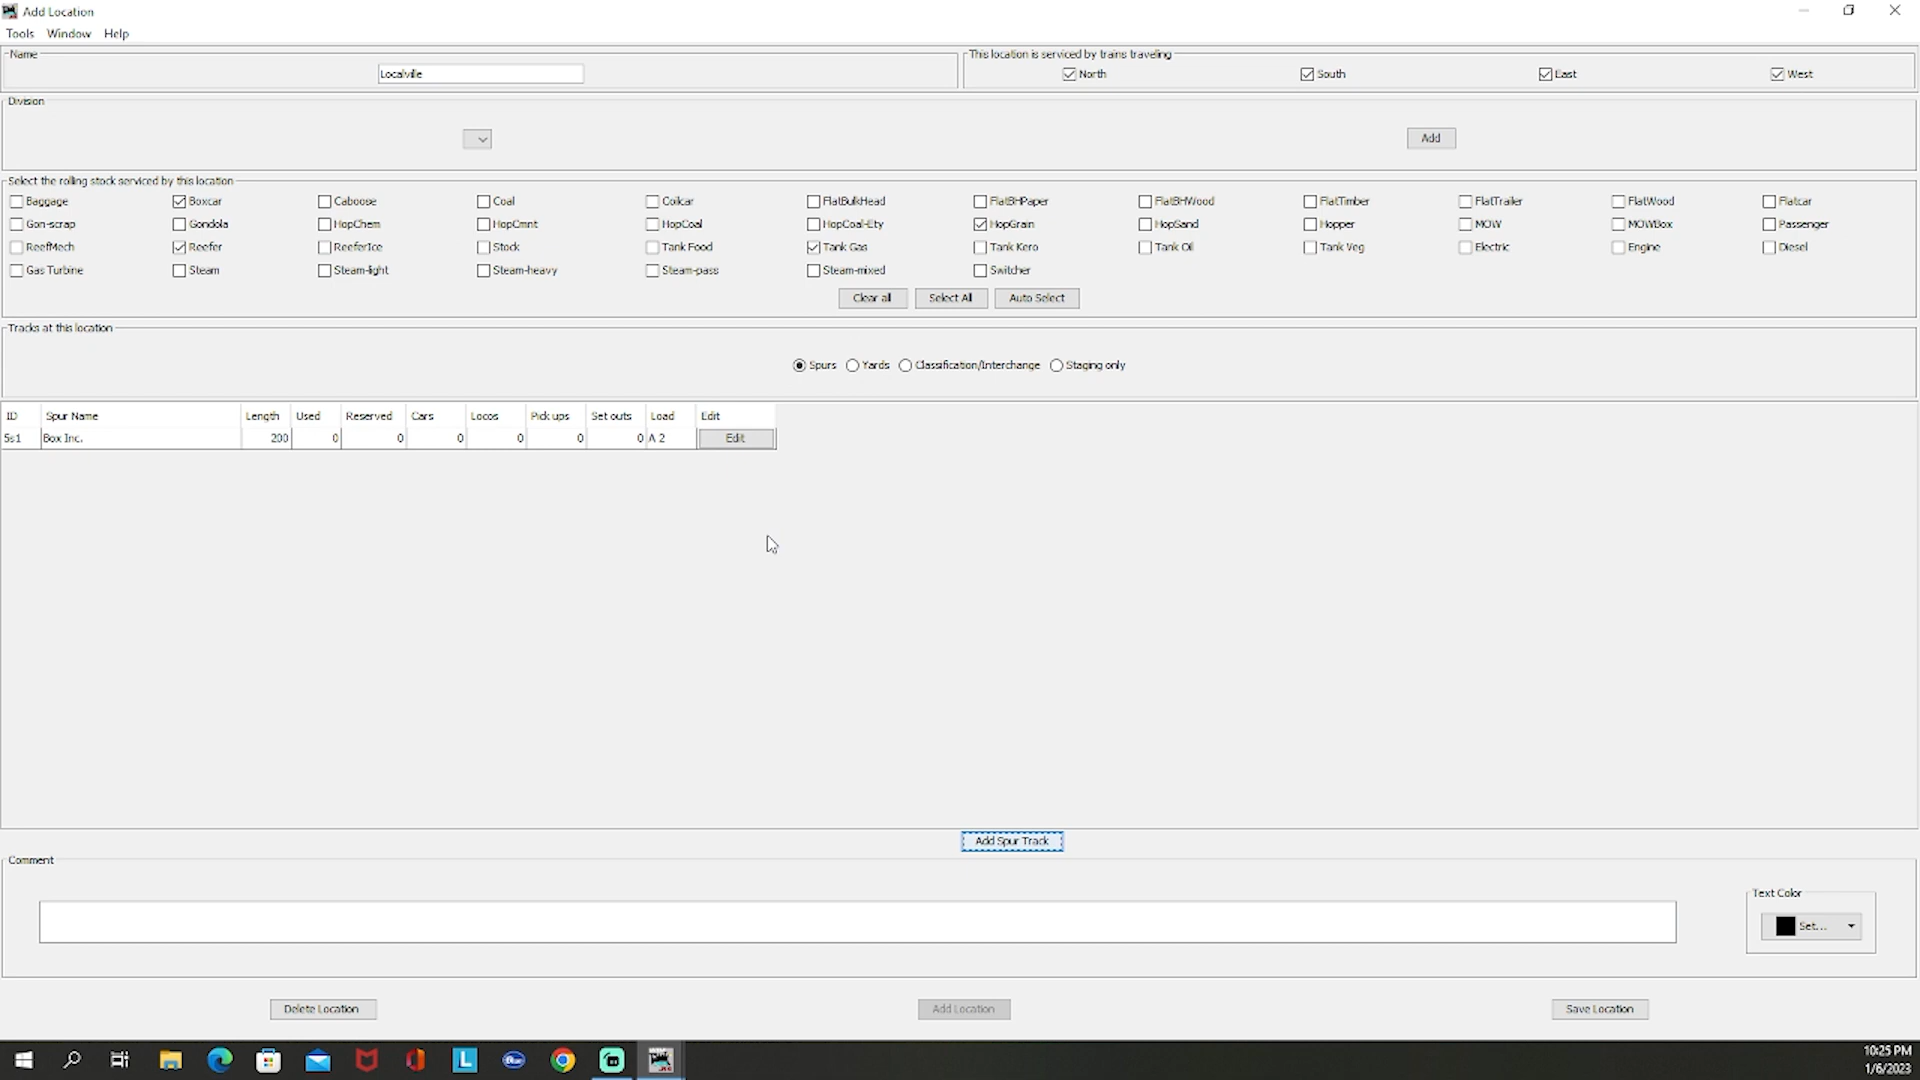 Add Location
Tools Window Help
Name
Localville
This location is serviced by trains traveling
North South East West
Division
Add
Select the rolling stock serviced by this location
Baggage Boxcar Caboose Coal Coilcar FlatBulkHead FlatBHPaper FlatBHWood FlatTimber FlatTrailer FlatWood Flatcar
Gon-scrap Gondola HopChem HopCmnt HopCoal HopCoal-Ety HopGrain HopSand Hopper MOW MOWBox Passenger
ReefMech Reefer ReeferIce Stock Tank Food Tank Gas Tank Kero Tank Oil Tank Veg Electric Engine Diesel
Gas Turbine Steam Steam-light Steam-heavy Steam-pass Steam-mixed Switcher
Clear all Select All Auto Select
Tracks at this location
Spurs Yards Classification/Interchange Staging only
ID Spur Name Length Used Reserved Cars Locos Pick ups Set outs Load Edit
5s1 Box Inc. 200 0 0 0 0 0 0 A 2 Edit
Add Spur Track
Comment
Text Color
Set...
Delete Location Add Location Save Location
10:25 PM
1/6/2023